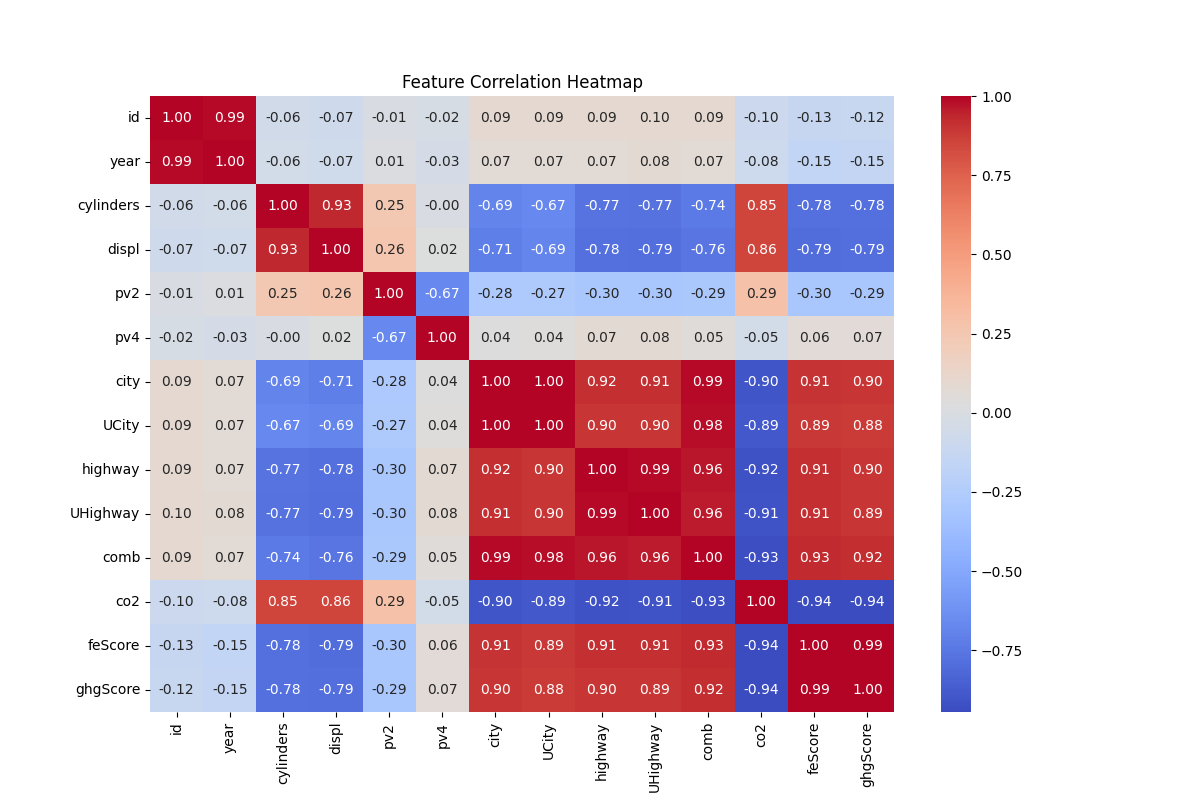 Feature Correlation Heatmap
id 1.00 0.99 -0.06 -0.07 -0.01 -0.02 0.09 0.09 0.09 0.10 0.09 -0.10 -0.13 -0.12
year 0.99 1.00 -0.06 -0.07 0.01 -0.03 0.07 0.07 0.07 0.08 0.07 -0.08 -0.15 -0.15
cylinders -0.06 -0.06 1.00 0.93 0.25 -0.00 -0.69 -0.67 -0.77 -0.77 -0.74 0.85 -0.78 -0.78
displ -0.07 -0.07 0.93 1.00 0.26 0.02 -0.71 -0.69 -0.78 -0.79 -0.76 0.86 -0.79 -0.79
pv2 -0.01 0.01 0.25 0.26 1.00 -0.67 -0.28 -0.27 -0.30 -0.30 -0.29 0.29 -0.30 -0.29
pv4 -0.02 -0.03 -0.00 0.02 -0.67 1.00 0.04 0.04 0.07 0.08 0.05 -0.05 0.06 0.07
city 0.09 0.07 -0.69 -0.71 -0.28 0.04 1.00 1.00 0.92 0.91 0.99 -0.90 0.91 0.90
UCity 0.09 0.07 -0.67 -0.69 -0.27 0.04 1.00 1.00 0.90 0.90 0.98 -0.89 0.89 0.88
highway 0.09 0.07 -0.77 -0.78 -0.30 0.07 0.92 0.90 1.00 0.99 0.96 -0.92 0.91 0.90
UHighway 0.10 0.08 -0.77 -0.79 -0.30 0.08 0.91 0.90 0.99 1.00 0.96 -0.91 0.91 0.89
comb 0.09 0.07 -0.74 -0.76 -0.29 0.05 0.99 0.98 0.96 0.96 1.00 -0.93 0.93 0.92
co2 -0.10 -0.08 0.85 0.86 0.29 -0.05 -0.90 -0.89 -0.92 -0.91 -0.93 1.00 -0.94 -0.94
feScore -0.13 -0.15 -0.78 -0.79 -0.30 0.06 0.91 0.89 0.91 0.91 0.93 -0.94 1.00 0.99
ghgScore -0.12 -0.15 -0.78 -0.79 -0.29 0.07 0.90 0.88 0.90 0.89 0.92 -0.94 0.99 1.00
id year cylinders displ pv2 pv4 city UCity highway UHighway comb co2 feScore ghgScore
1.00
0.75
0.50
0.25
0.00
−0.25
−0.50
−0.75